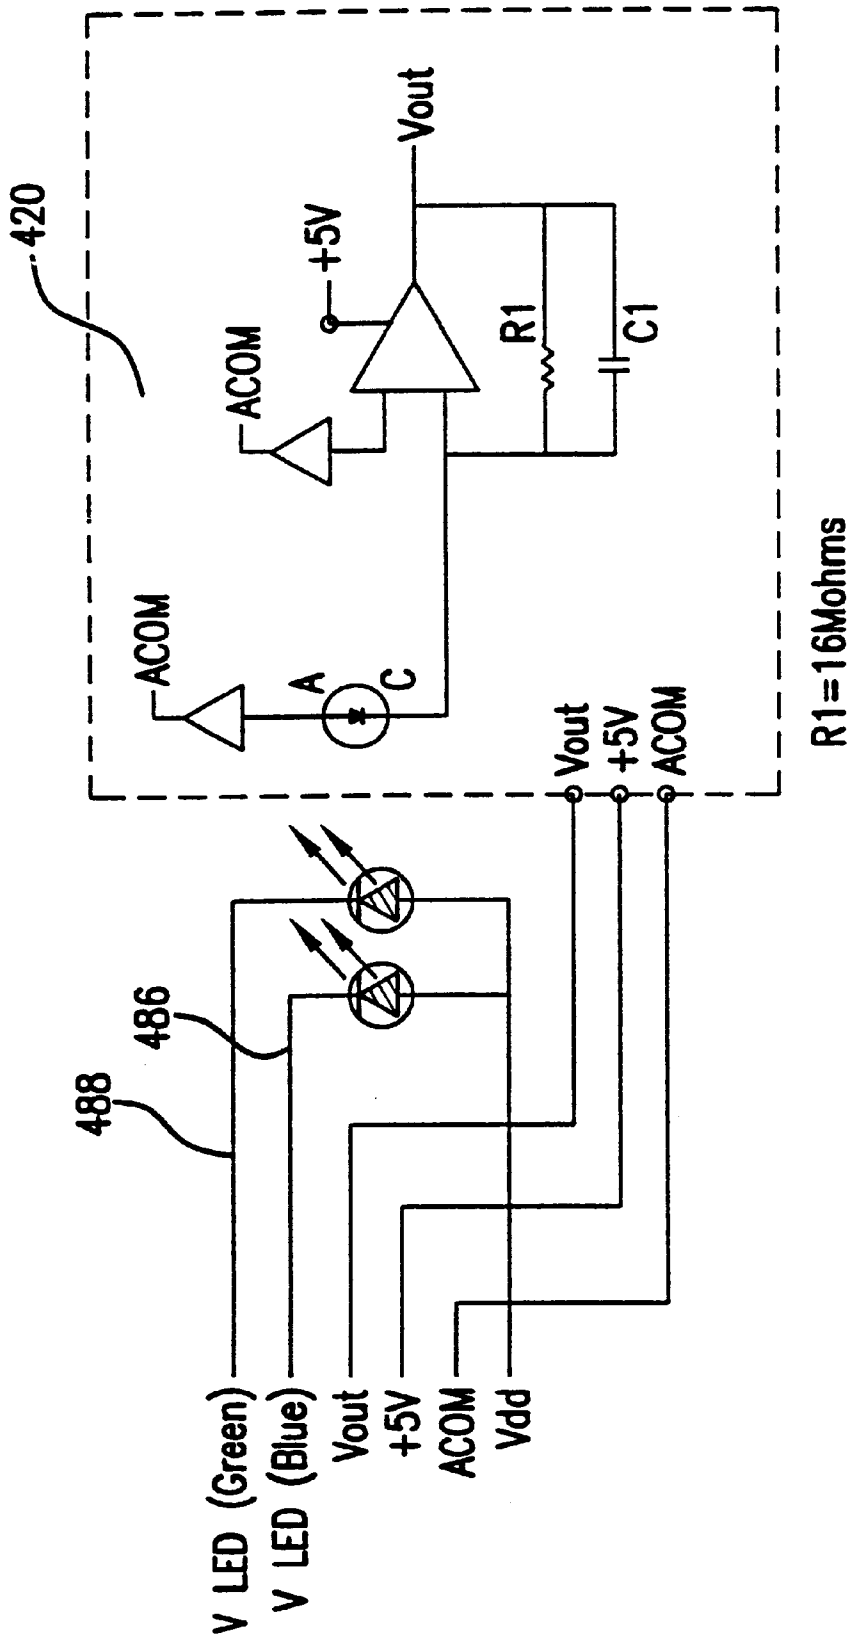 420
ACOM
ACOM
+5V
Vout
A
C
R1
C1
Vout
+5V
ACOM
488
486
V LED (Green)
V LED (Blue)
Vout
+5V
ACOM
Vdd
R1=16Mohms